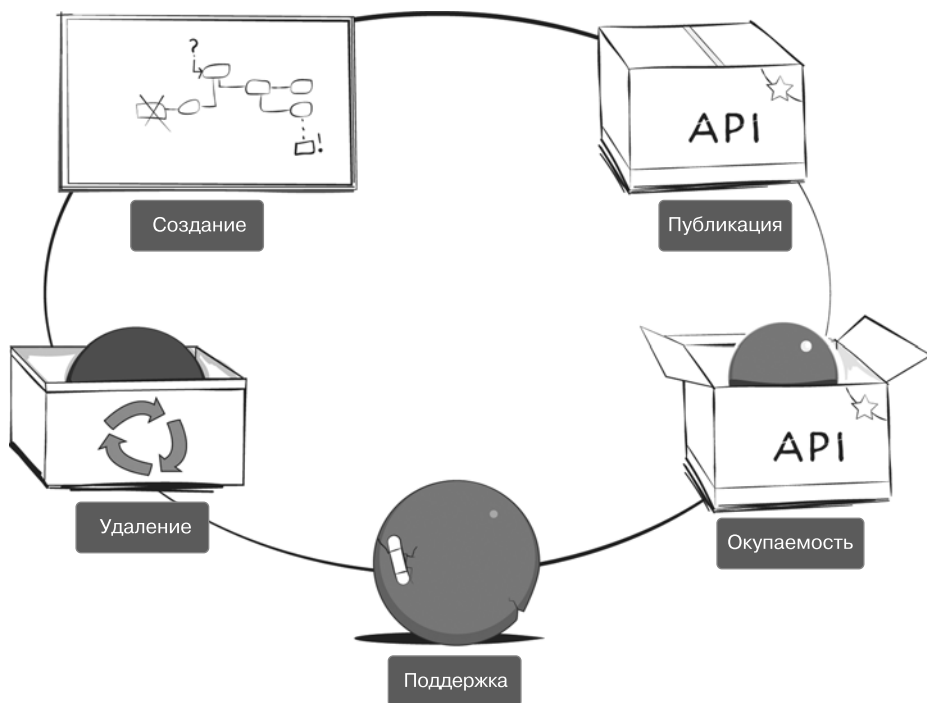 ?
!
Создание
API
Публикация
API
Окупаемость
Поддержка
Удаление